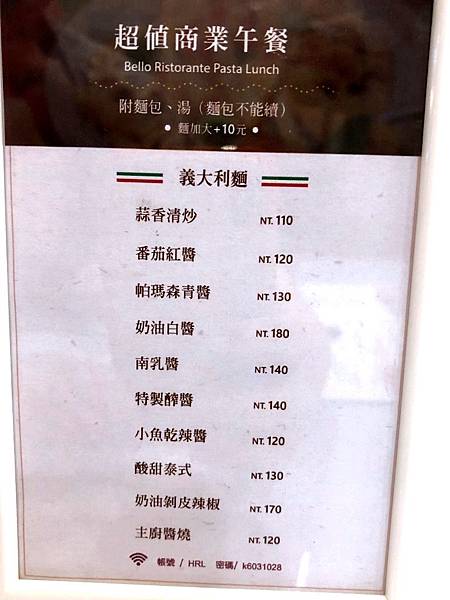 超值商業午餐
Bello Ristorante Pasta Lunch
附麵包、湯（麵包不能續）
• 麵加大+10元 •
義大利麵
蒜香清炒 NT. 110
番茄紅醬 NT. 120
帕瑪森青醬 NT. 130
奶油白醬 NT. 180
南乳醬 NT. 140
特製酢醬 NT. 140
小魚乾辣醬 NT. 120
酸甜泰式 NT. 130
奶油剝皮辣椒 NT. 170
主廚醬燒 NT. 120
帳號 / HRL 密碼/ k6031028